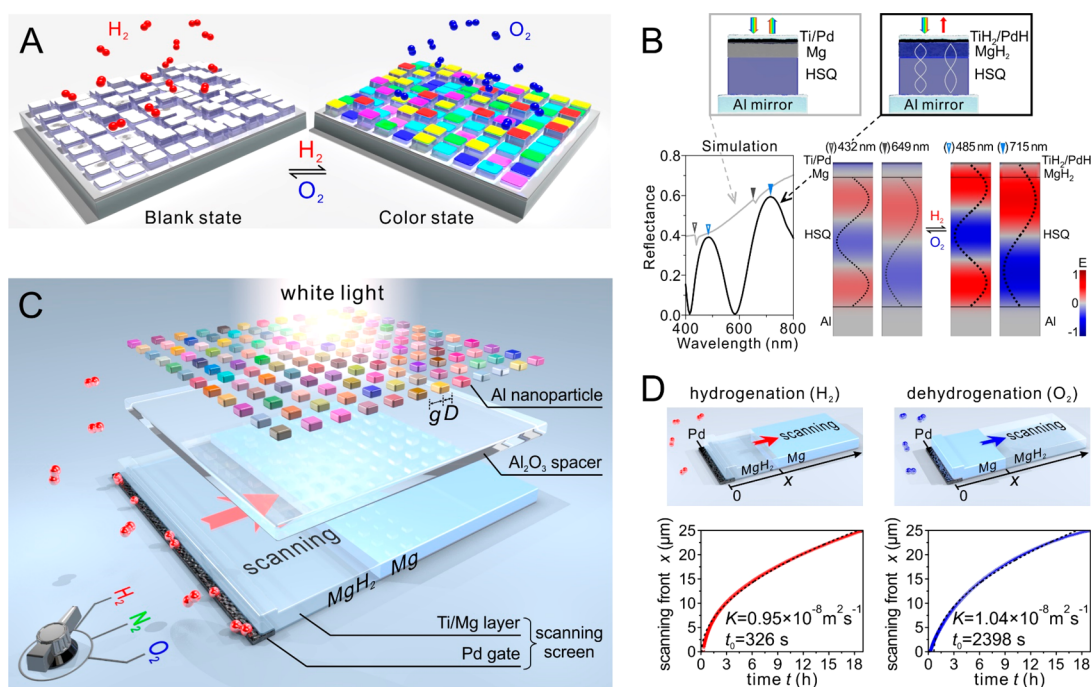 A
H₂
O₂
H₂
O₂
Blank state
Color state
B
Ti/Pd
Mg
HSQ
Al mirror
TiH₂/PdH
MgH₂
HSQ
Al mirror
Simulation
Reflectance
0.8
0.6
0.4
0.2
0.0
400
600
800
Wavelength (nm)
(▽)432 nm
(▼)649 nm
(▽)485 nm
(▼)715 nm
Ti/Pd
Mg
HSQ
Al
H₂
O₂
TiH₂/PdH
MgH₂
HSQ
Al
E
1
0
-1
C
white light
g D
Al nanoparticle
Al₂O₃ spacer
scanning
MgH₂ Mg
Ti/Mg layer
Pd gate
scanning
screen
H₂
N₂
O₂
D
hydrogenation (H₂)
Pd
scanning
MgH₂
Mg
0
x
dehydrogenation (O₂)
Pd
scanning
Mg
MgH₂
0
x
scanning front x (μm)
25
20
15
10
5
0
K=0.95×10⁻⁸ m² s⁻¹
t₀=326 s
0 3 6 9 12 15 18
time t (h)
scanning front x (μm)
25
20
15
10
5
0
K=1.04×10⁻⁸ m² s⁻¹
t₀=2398 s
0 3 6 9 12 15 18
time t (h)